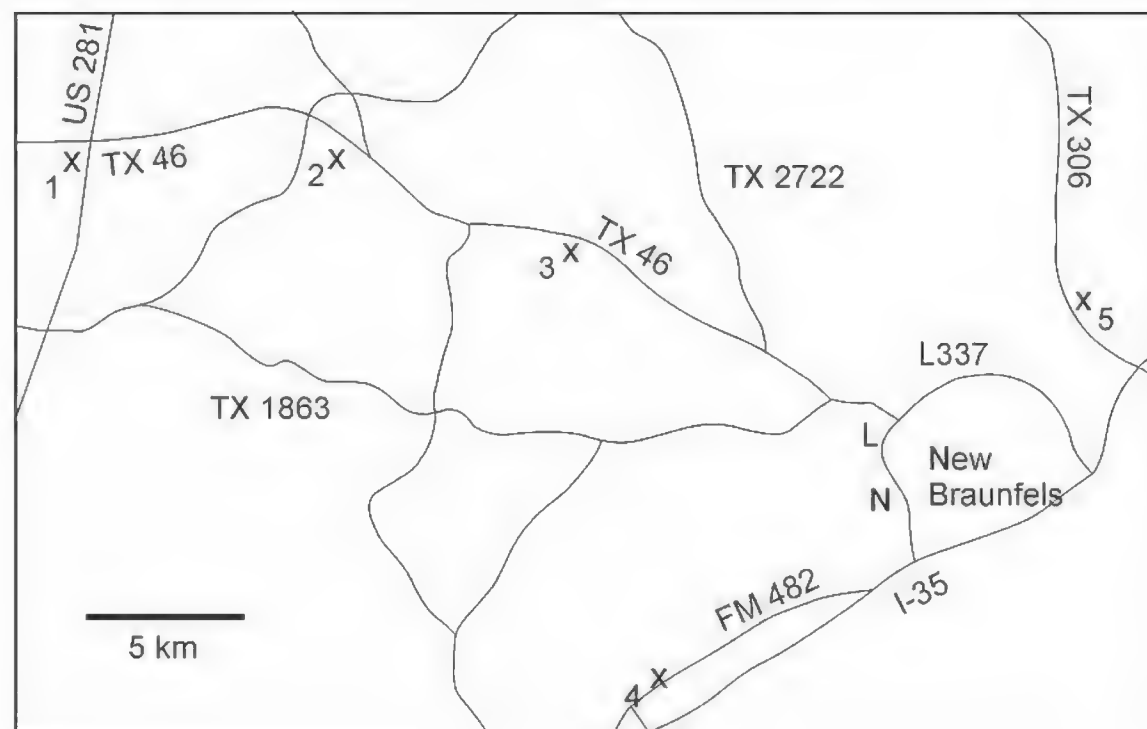 US 281
TX 46
1 X
2 X
TX 2722
TX 306
3 X
TX 46
X 5
L337
TX 1863
L
N
New
Braunfels
FM 482
I-35
5 km
4 X